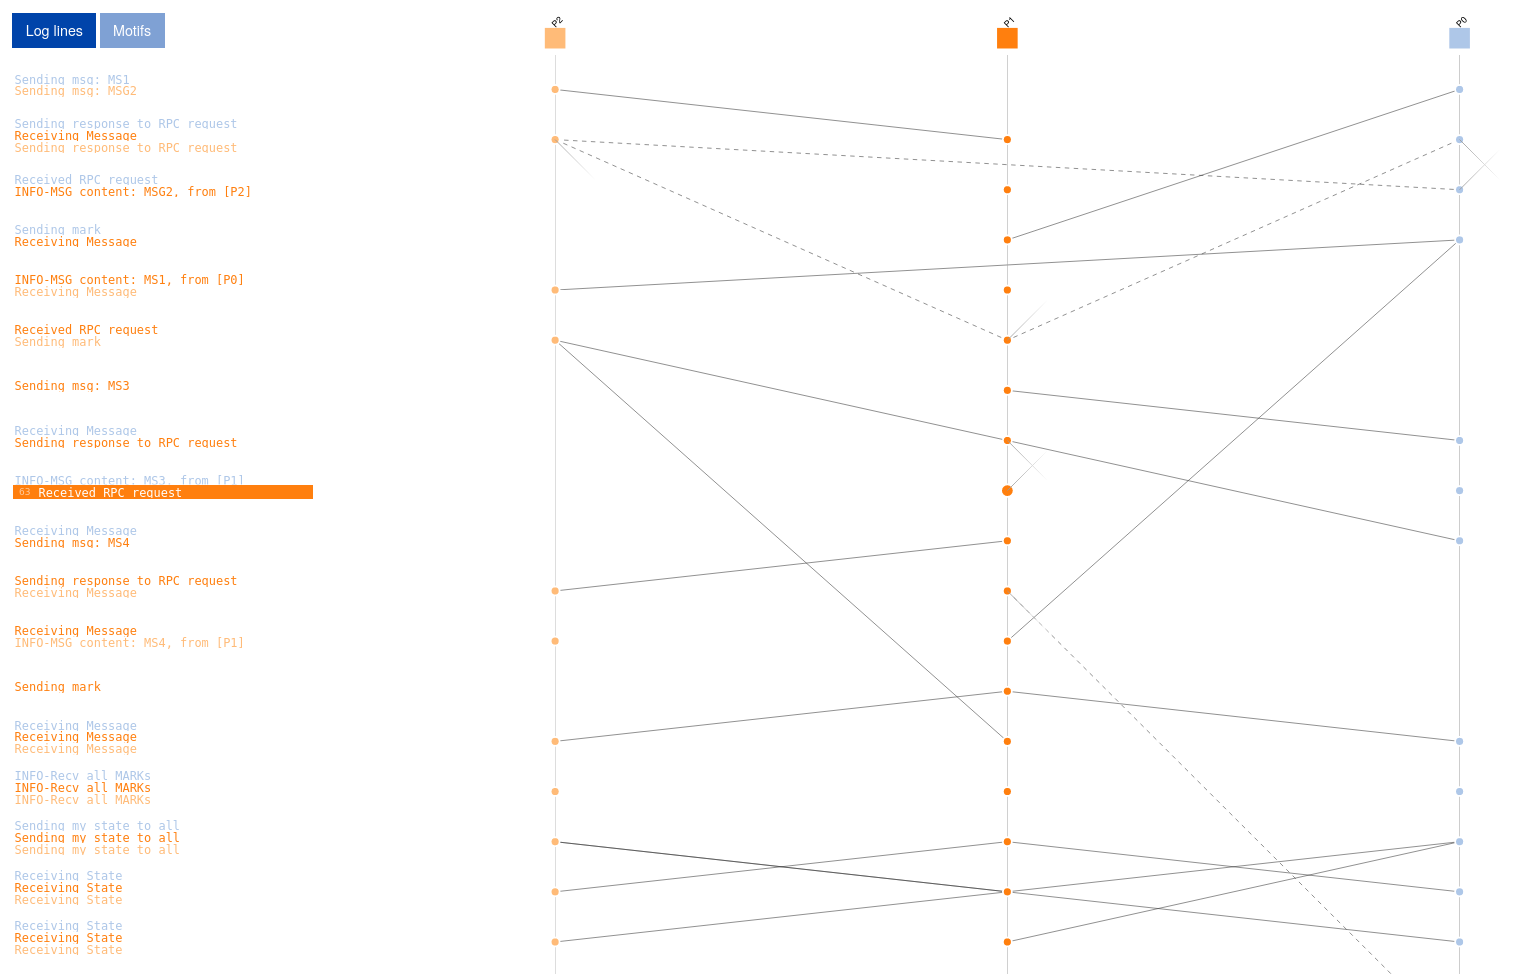 Log lines Motifs
P2 P1 P0
Sending msg: MS1
Sending msg: MSG2
Sending response to RPC request
Receiving Message
Sending response to RPC request
Received RPC request
INFO-MSG content: MSG2, from [P2]
Sending mark
Receiving Message
INFO-MSG content: MS1, from [P0]
Receiving Message
Received RPC request
Sending mark
Sending msg: MS3
Receiving Message
Sending response to RPC request
INFO-MSG content: MS3, from [P1]
63 Received RPC request
Receiving Message
Sending msg: MS4
Sending response to RPC request
Receiving Message
Receiving Message
INFO-MSG content: MS4, from [P1]
Sending mark
Receiving Message
Receiving Message
Receiving Message
INFO-Recv all MARKs
INFO-Recv all MARKs
INFO-Recv all MARKs
Sending my state to all
Sending my state to all
Sending my state to all
Receiving State
Receiving State
Receiving State
Receiving State
Receiving State
Receiving State